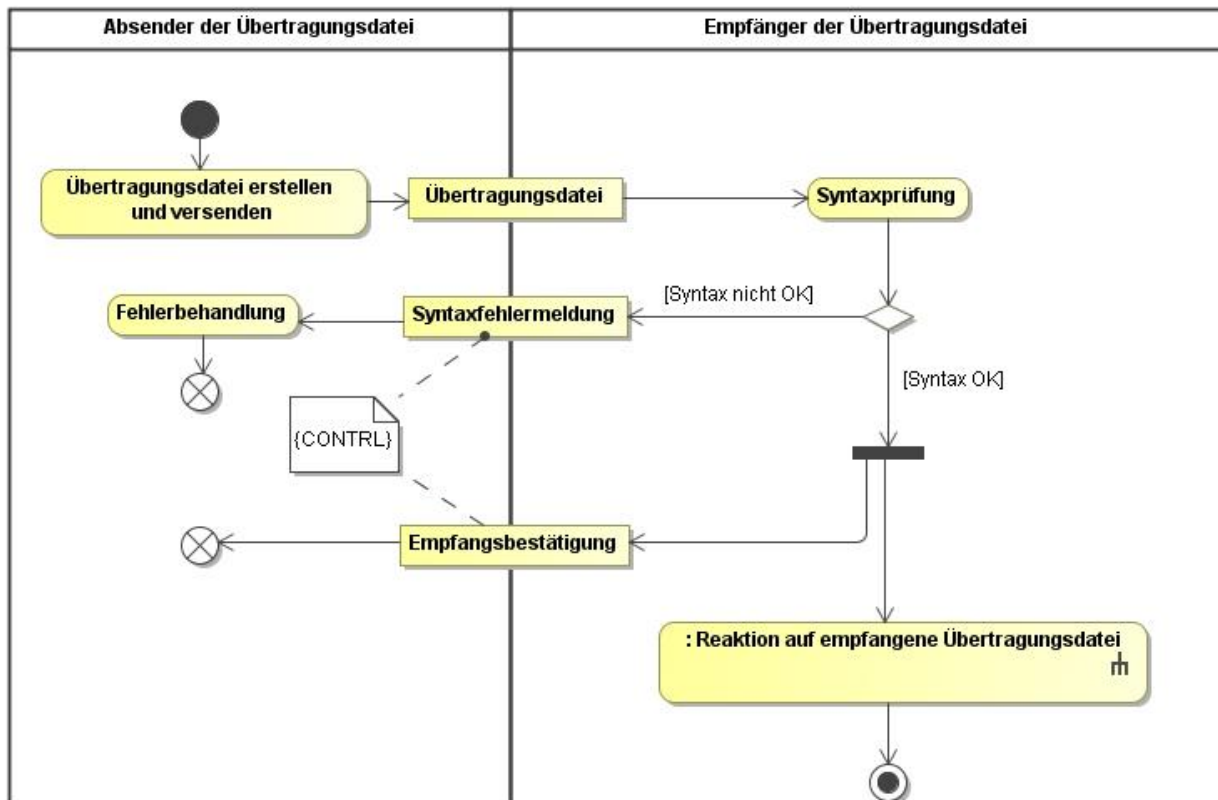 Absender der Übertragungsdatei
Empfänger der Übertragungsdatei
Übertragungsdatei erstellen
und versenden
Übertragungsdatei
Syntaxprüfung
[Syntax nicht OK]
Fehlerbehandlung
Syntaxfehlermeldung
[Syntax OK]
{CONTRL}
Empfangsbestätigung
: Reaktion auf empfangene Übertragungsdatei